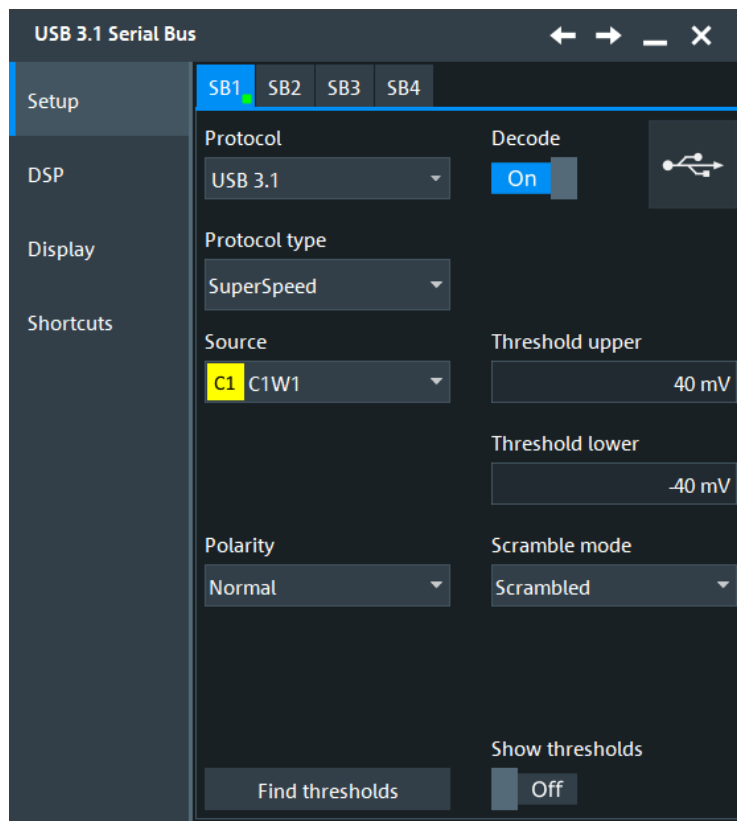 USB 3.1 Serial Bus
Setup
DSP
Display
Shortcuts
SB1 SB2 SB3 SB4
Protocol
USB 3.1
Decode
On
Protocol type
SuperSpeed
Source
C1 C1W1
Threshold upper
40 mV
Threshold lower
-40 mV
Polarity
Normal
Scramble mode
Scrambled
Find thresholds
Show thresholds
Off